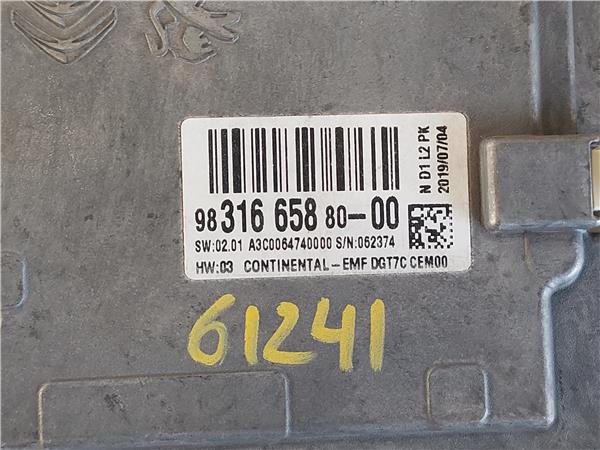 98 316 658 80-00
SW:02.01 A3C0064740000 S/N:062374
HW:03 CONTINENTAL-EMF DGT7C CEM00
N D1 L2 PK
2019/07/04
61241